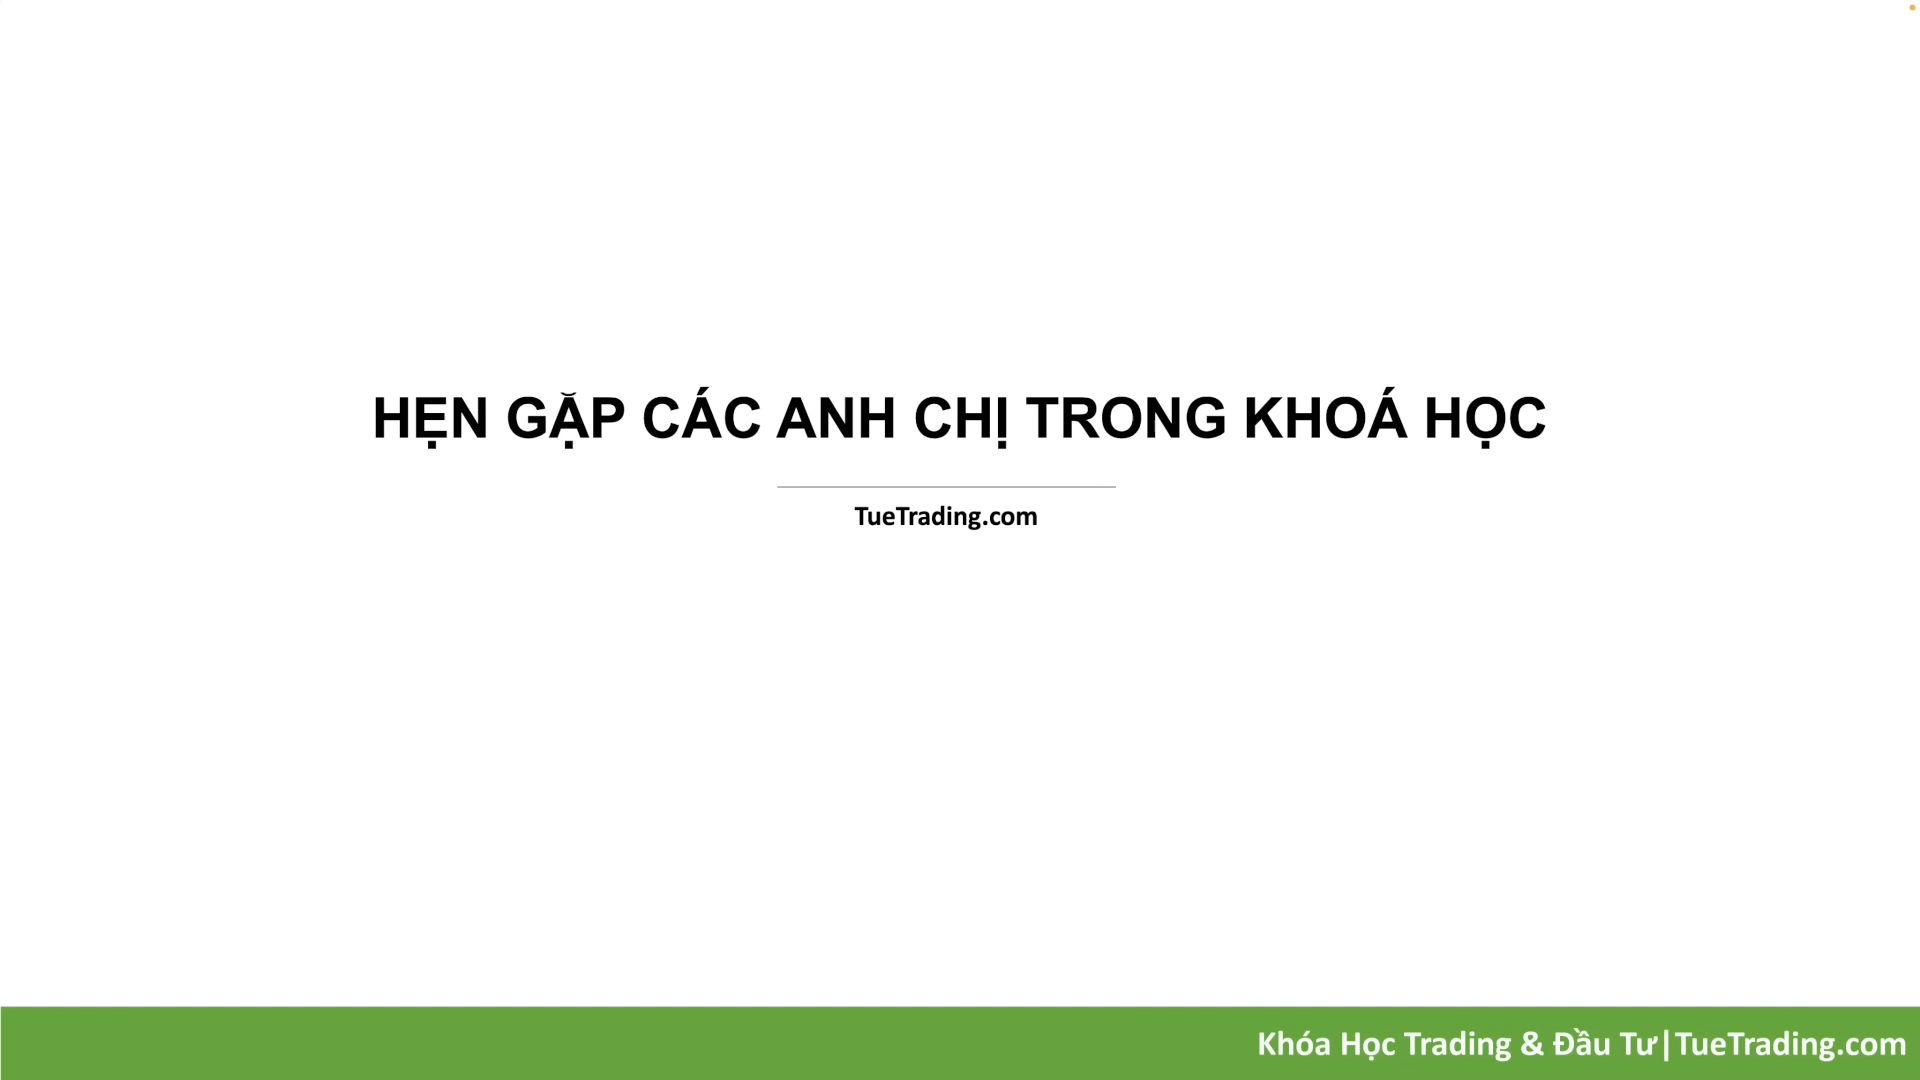 HẸN GẶP CÁC ANH CHỊ TRONG KHOÁ HỌC
TueTrading.com
Khóa Học Trading & Đầu Tư|TueTrading.com